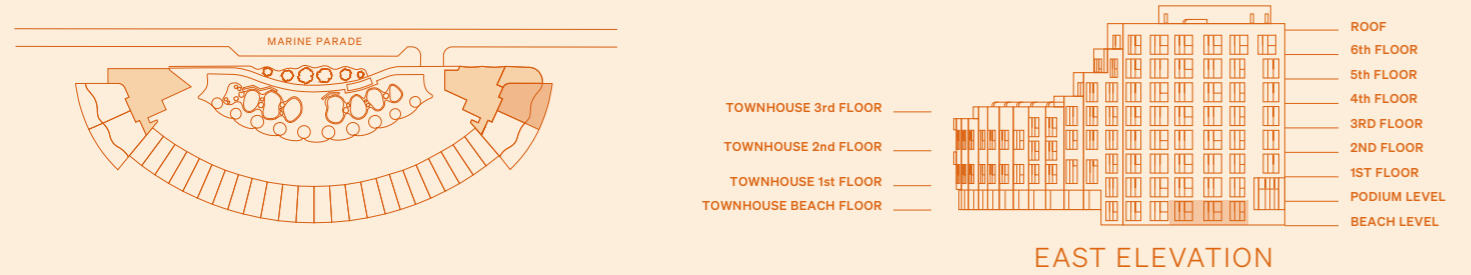 MARINE PARADE
TOWNHOUSE 3rd FLOOR
TOWNHOUSE 2nd FLOOR
TOWNHOUSE 1st FLOOR
TOWNHOUSE BEACH FLOOR
ROOF
6th FLOOR
5th FLOOR
4th FLOOR
3RD FLOOR
2ND FLOOR
1ST FLOOR
PODIUM LEVEL
BEACH LEVEL
EAST ELEVATION